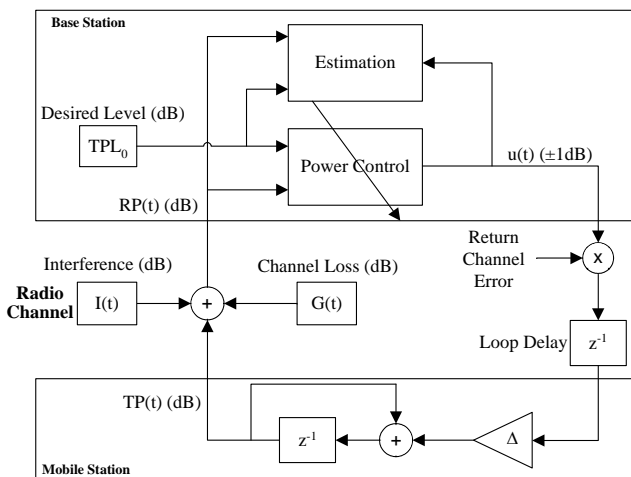 Base Station
Estimation
Desired Level (dB)
TPL₀
Power Control
u(t) (±1dB)
RP(t) (dB)
Return
Channel
Error
x
Interference (dB)
Channel Loss (dB)
Radio
Channel
I(t)
+
G(t)
Loop Delay
z⁻¹
TP(t) (dB)
z⁻¹
+
Δ
Mobile Station